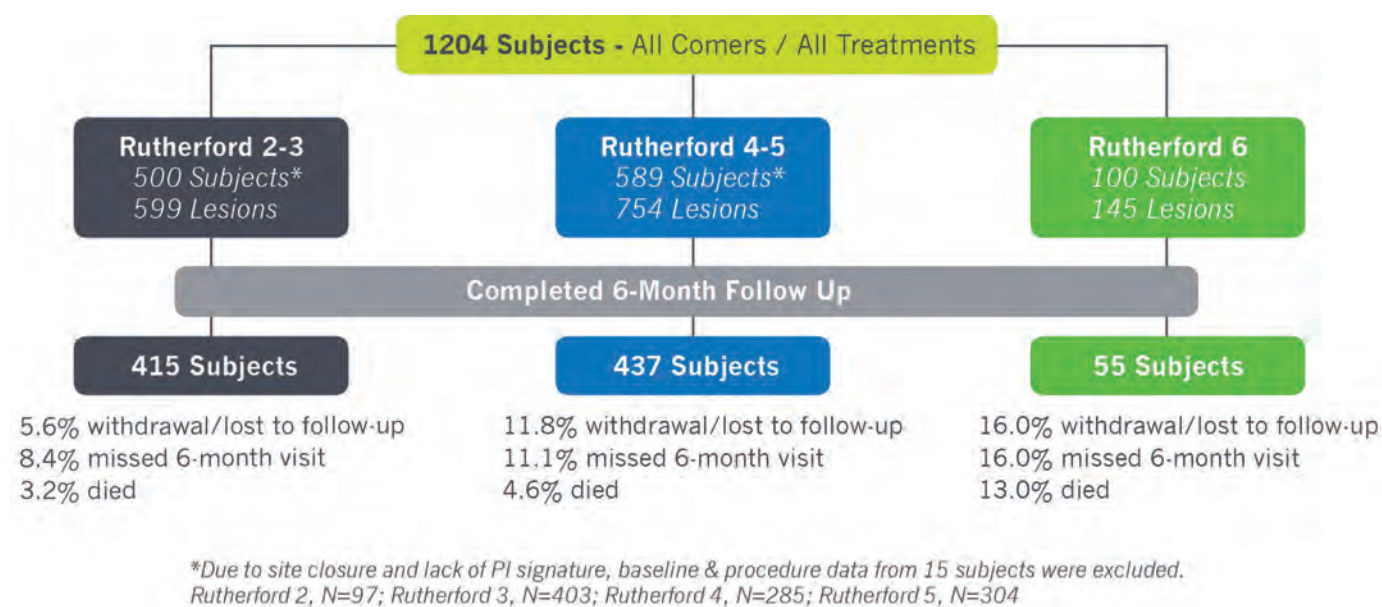 1204 Subjects - All Comers / All Treatments
Rutherford 2-3
500 Subjects*
599 Lesions
Rutherford 4-5
589 Subjects*
754 Lesions
Rutherford 6
100 Subjects
145 Lesions
Completed 6-Month Follow Up
415 Subjects
437 Subjects
55 Subjects
5.6% withdrawal/lost to follow-up
8.4% missed 6-month visit
3.2% died
11.8% withdrawal/lost to follow-up
11.1% missed 6-month visit
4.6% died
16.0% withdrawal/lost to follow-up
16.0% missed 6-month visit
13.0% died
*Due to site closure and lack of PI signature, baseline & procedure data from 15 subjects were excluded.
Rutherford 2, N=97; Rutherford 3, N=403; Rutherford 4, N=285; Rutherford 5, N=304